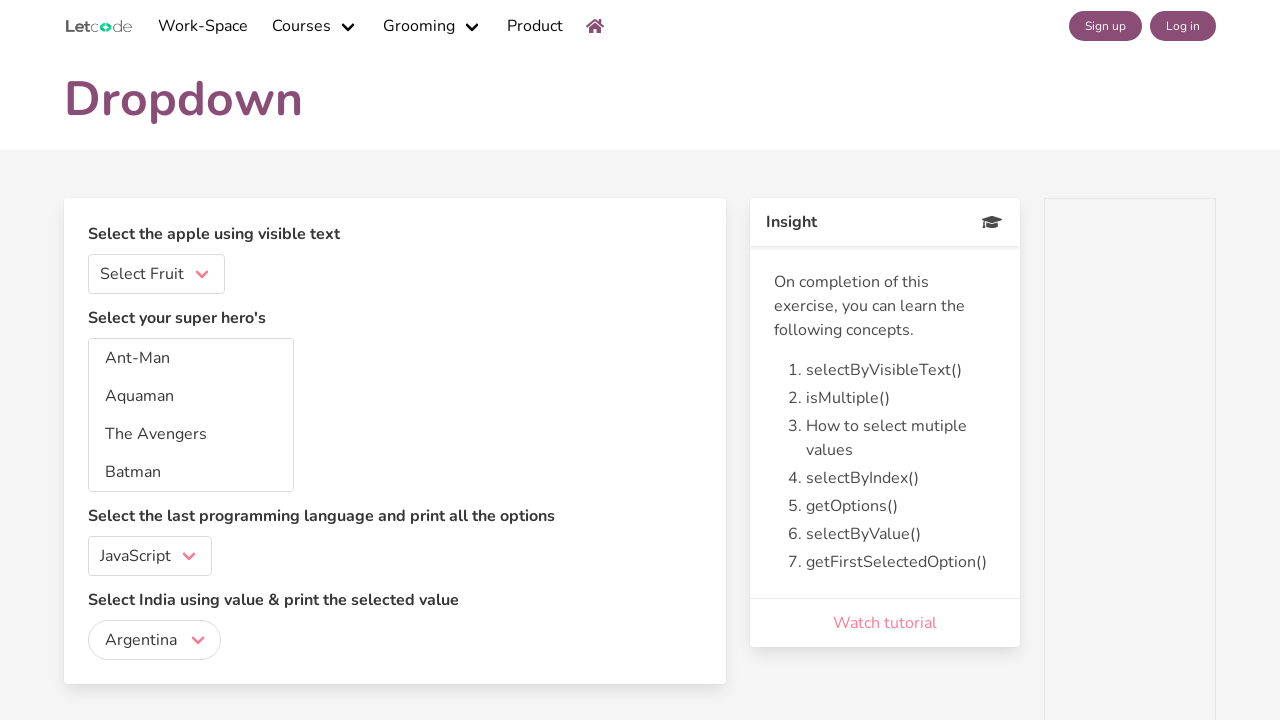 Letcode Work-Space Courses Grooming Product Sign up Log in
Dropdown
Select the apple using visible text
Select Fruit
Select your super hero's
Ant-Man
Aquaman
The Avengers
Batman
Select the last programming language and print all the options
JavaScript
Select India using value & print the selected value
Argentina
Insight
On completion of this
exercise, you can learn the
following concepts.
1. selectByVisibleText()
2. isMultiple()
3. How to select mutiple
values
4. selectByIndex()
5. getOptions()
6. selectByValue()
7. getFirstSelectedOption()
Watch tutorial